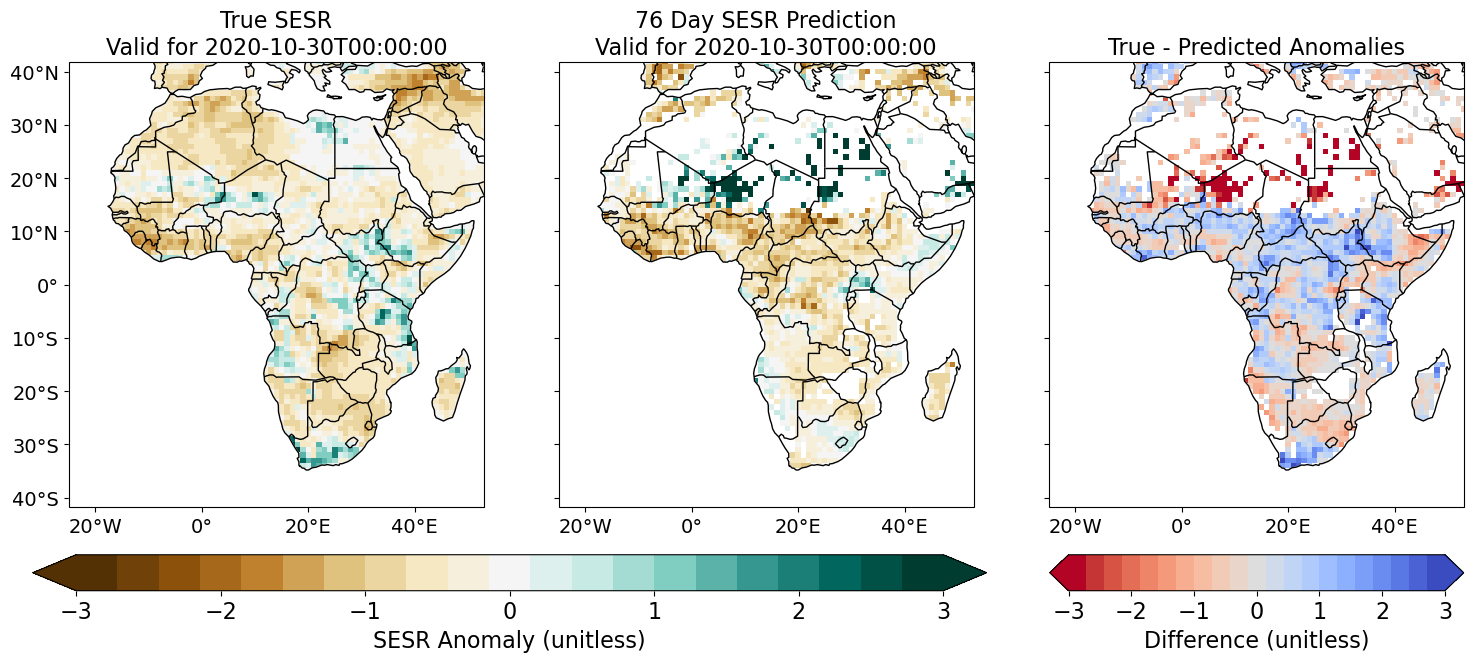 True SESR
Valid for 2020-10-30T00:00:00
76 Day SESR Prediction
Valid for 2020-10-30T00:00:00
True - Predicted Anomalies
40°N
30°N
20°N
10°N
0°
10°S
20°S
30°S
40°S
20°W 0° 20°E 40°E
20°W 0° 20°E 40°E
20°W 0° 20°E 40°E
−3 −2 −1 0 1 2 3
SESR Anomaly (unitless)
−3 −2 −1 0 1 2 3
Difference (unitless)